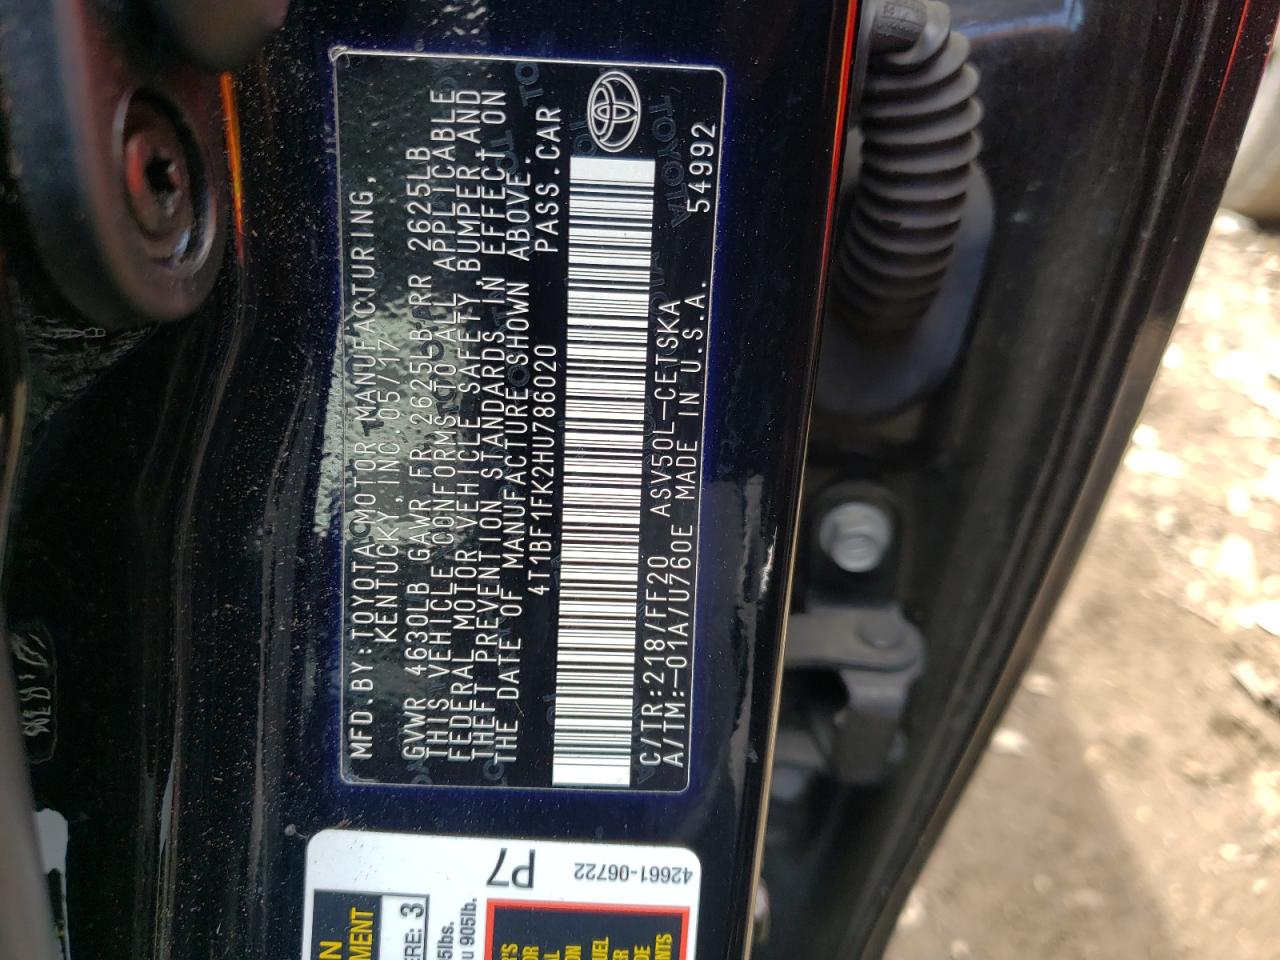 MFD.BY:TOYOTA MOTOR MANUFACTURING,
KENTUCKY, INC. 05/17
GVWR 4630LB GAWR FR 2625LB RR 2625LB
THIS VEHICLE CONFORMS TO ALL APPLICABLE
FEDERAL MOTOR VEHICLE SAFETY,BUMPER,AND
THEFT PREVENTION STANDARDS IN EFFECT ON
THE DATE OF MANUFACTURE SHOWN ABOVE.
4T1BF1FK2HU786020 PASS.CAR
C/TR:218/FF20 ASV50L-CETSKA
A/TM:-01A/U760E MADE IN U.S.A. 54992
P7
42661-06722